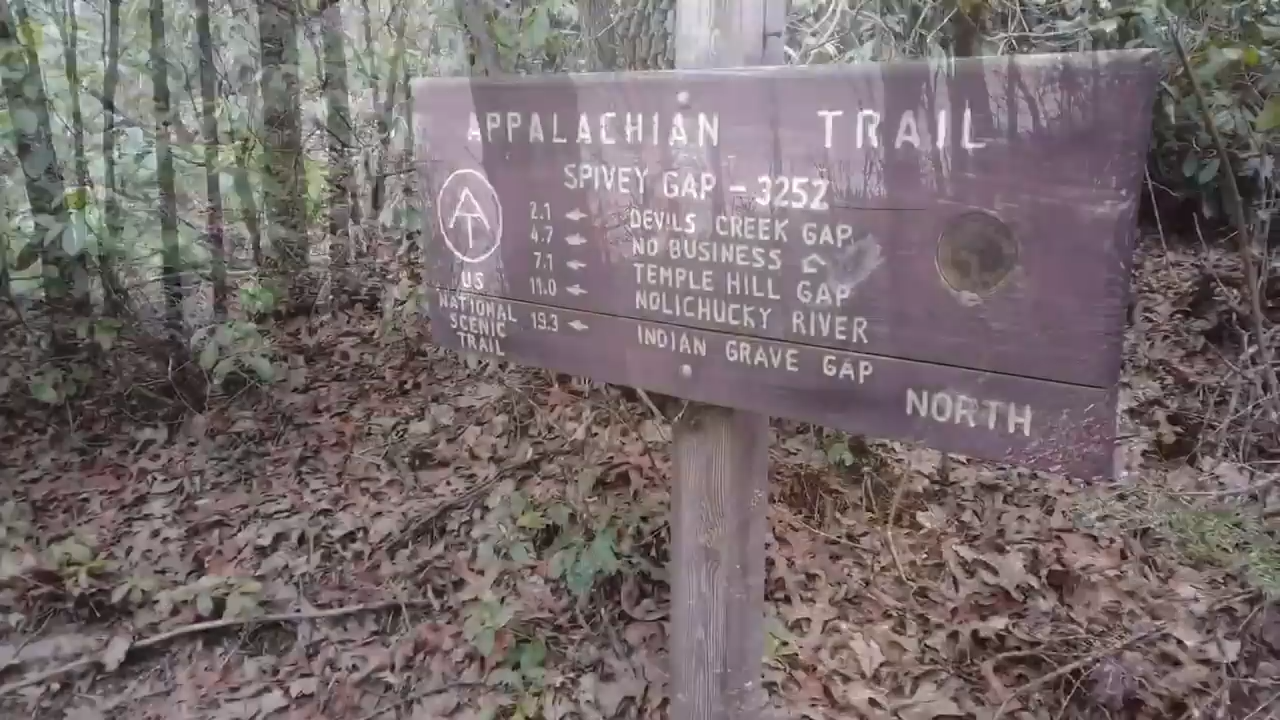 APPALACHIAN TRAIL
SPIVEY GAP - 3252
AT
US
NATIONAL
SCENIC
TRAIL
2.1 DEVILS CREEK GAP
4.7 NO BUSINESS
7.1 TEMPLE HILL GAP
11.0 NOLICHUCKY RIVER
19.3 INDIAN GRAVE GAP
NORTH